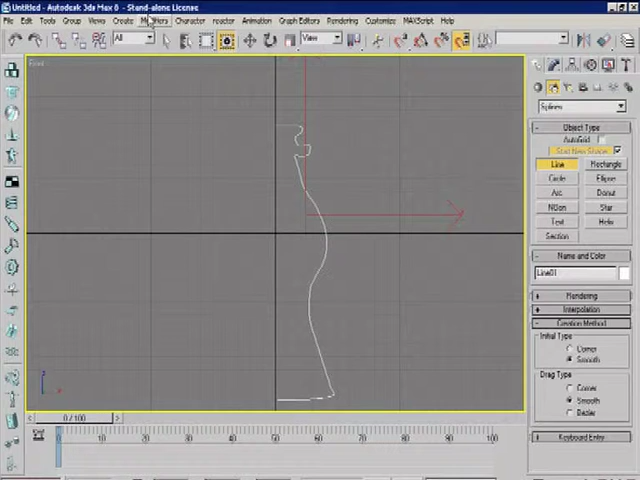 Untitled - Autodesk 3ds Max 8 - Stand-alone License
File Edit Tools Group Views Create Modifiers Character reactor Animation Graph Editors Rendering Customize MAXScript Help
All View
Front
Splines
Object Type
AutoGrid
Start New Shape
Line Rectangle
Circle Ellipse
Arc Donut
NGon Star
Text Helix
Section
Name and Color
Line01
Rendering
Interpolation
Creation Method
Initial Type
Corner
Smooth
Drag Type
Corner
Smooth
Bezier
Keyboard Entry
z x
0 / 100
0 10 20 30 40 50 60 70 80 90 100